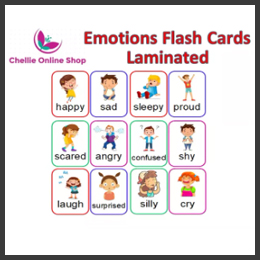 Emotions Flash Cards
Laminated
Chellie Online Shop
happy sad sleepy proud
scared angry confused shy
laugh surprised silly cry